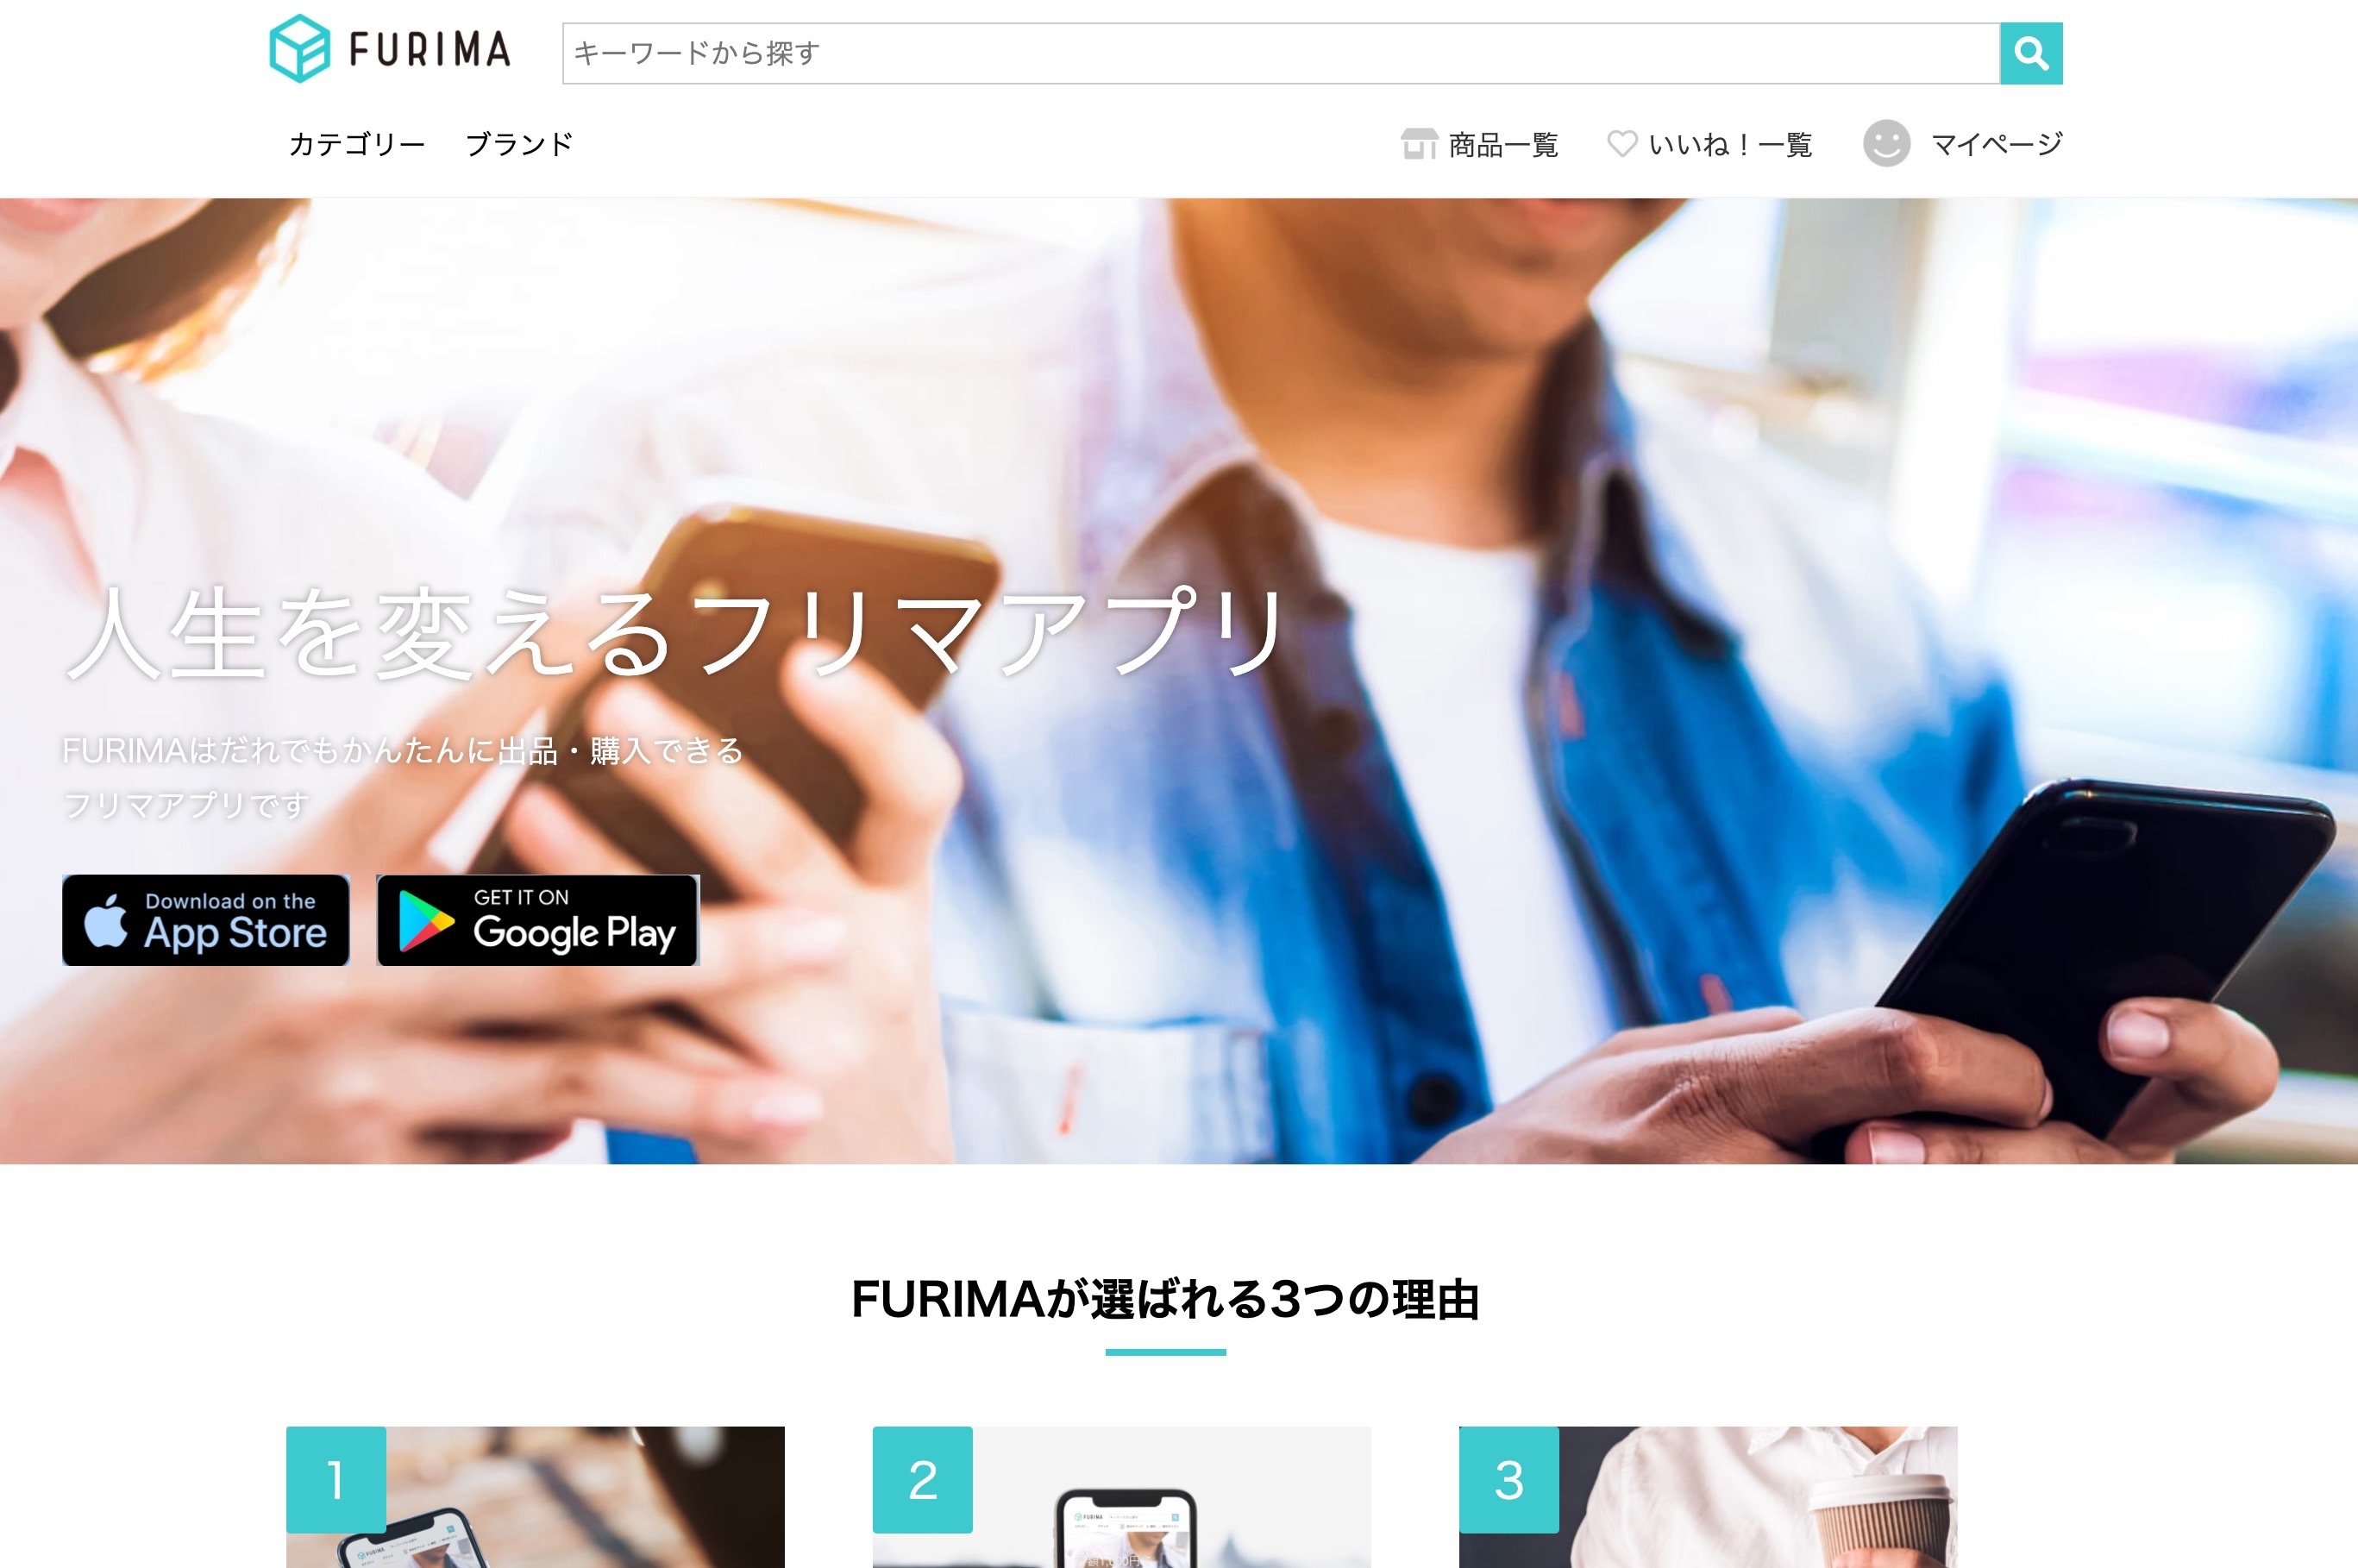 FURIMA
キーワードから探す
カテゴリー ブランド 商品一覧 いいね！一覧 マイページ
人生を変えるフリマアプリ
FURIMAはだれでもかんたんに出品・購入できる
フリマアプリです
Download on the
App Store
GET IT ON
Google Play
FURIMAが選ばれる3つの理由
1 2 3
FURIMA
FURIMA